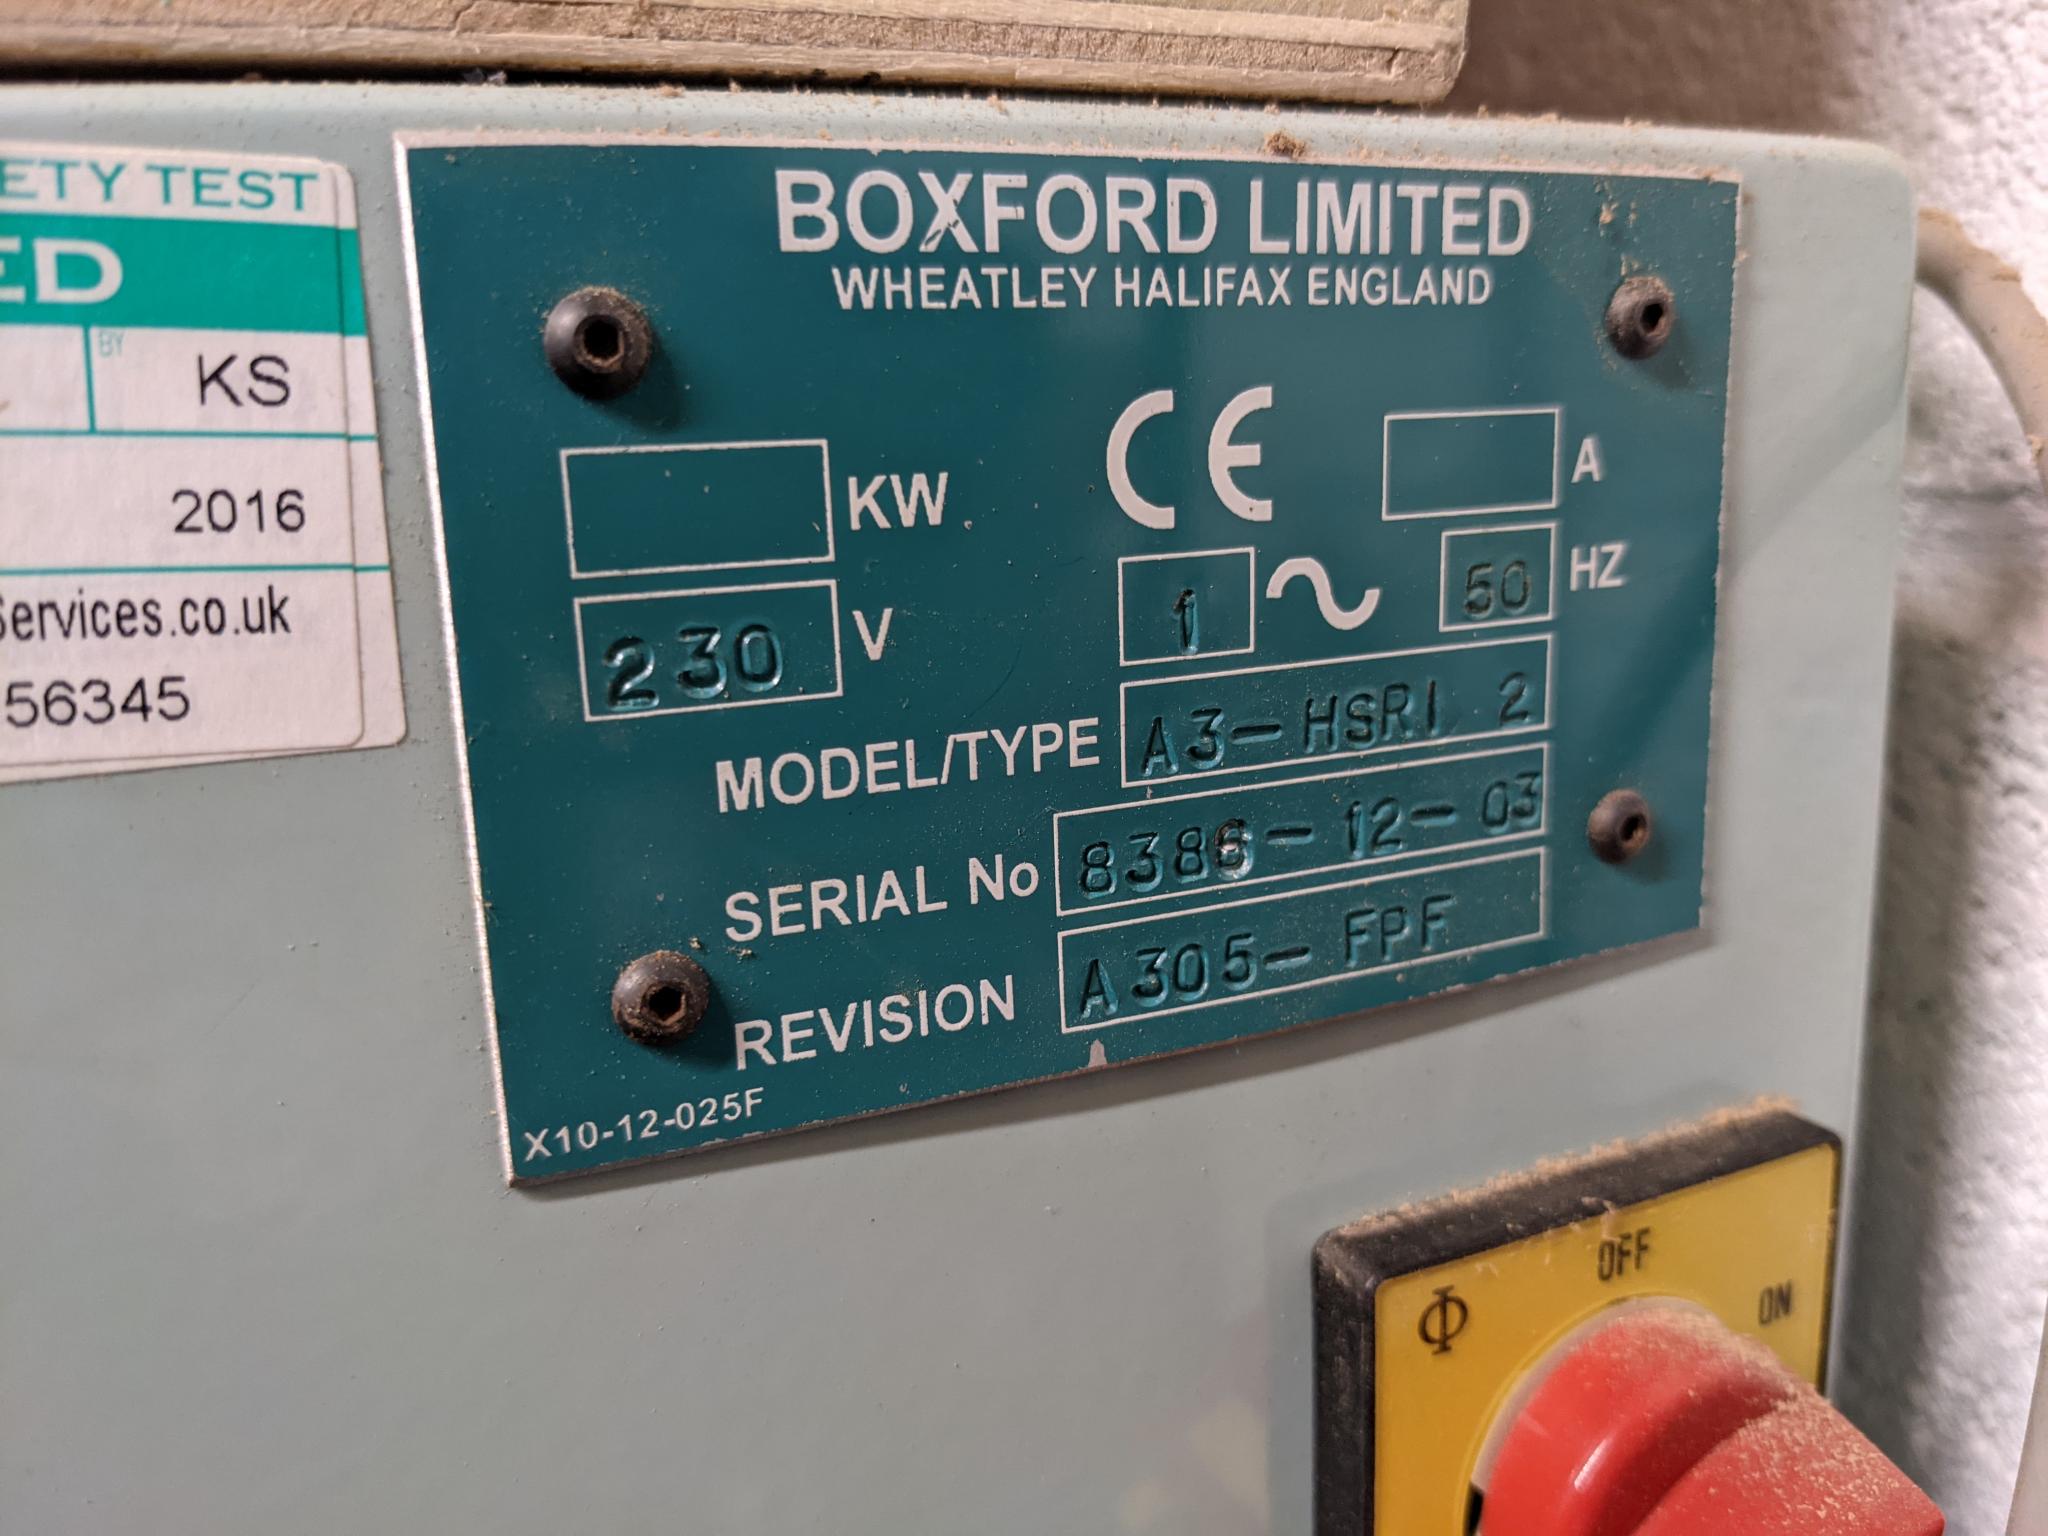 ETY TEST
ED
BY KS
2016
Services.co.uk
56345
BOXFORD LIMITED
WHEATLEY HALIFAX ENGLAND
KW CE A
230 V 1 ~ 50 HZ
MODEL/TYPE A3-HSRI 2
SERIAL No 8386-12-03
REVISION A305-FPF
X10-12-025F
OFF
Φ ON